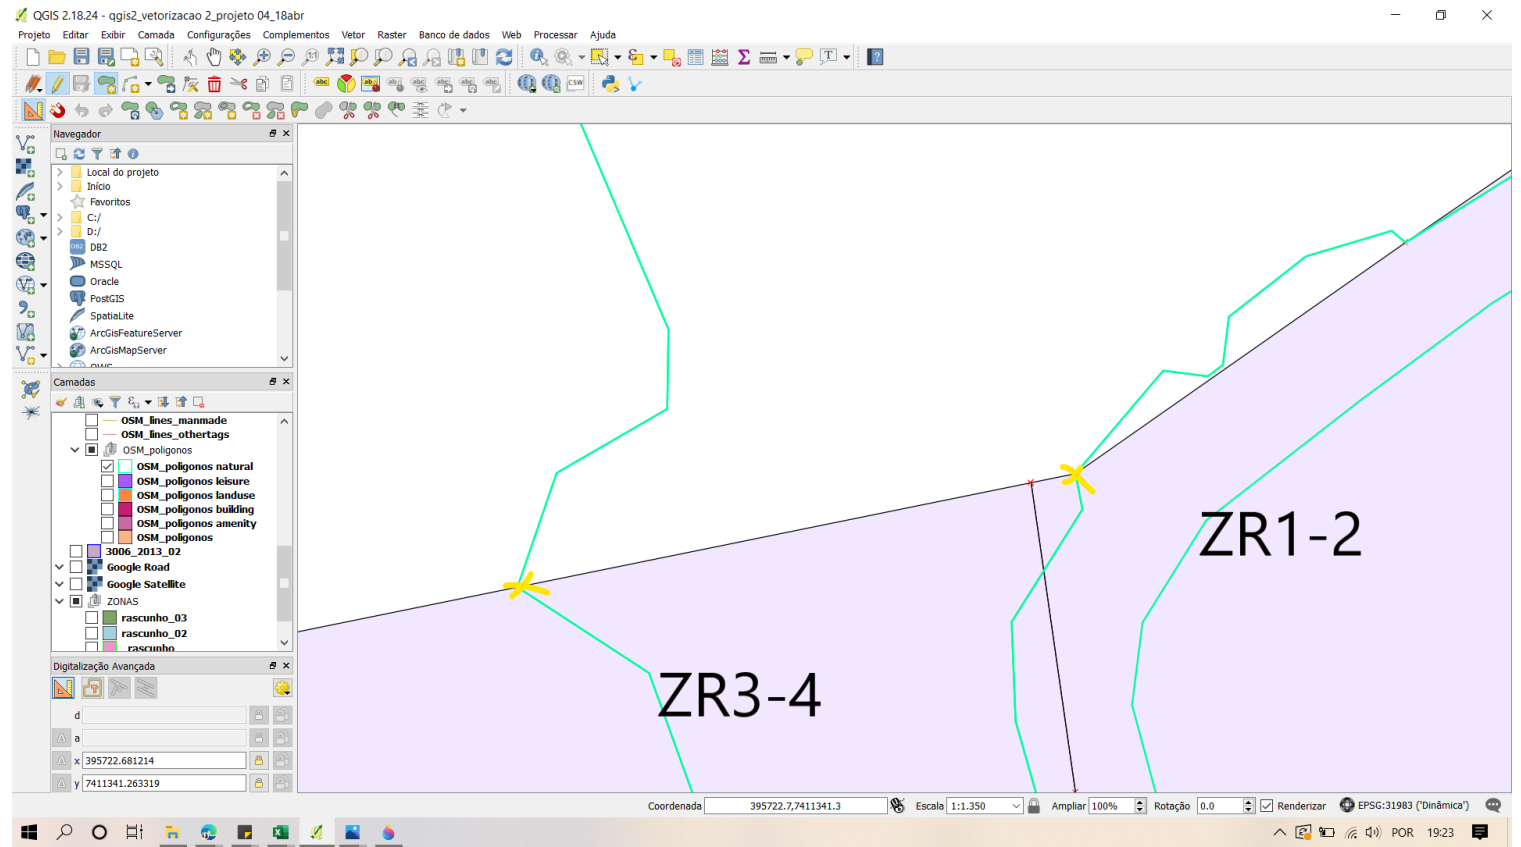 QGIS 2.18.24 - qgis2_vetorizacao 2_projeto 04_18abr
Projeto Editar Exibir Camada Configurações Complementos Vetor Raster Banco de dados Web Processar Ajuda
abc abc CSW T ?
Navegador
Local do projeto
Início
Favoritos
C:/
D:/
DB2 DB2
MSSQL
Oracle
PostGIS
SpatiaLite
ArcGisFeatureServer
ArcGisMapServer
Camadas
OSM_lines_manmade
OSM_lines_othertags
OSM_poligonos
OSM_poligonos natural
OSM_poligonos leisure
OSM_poligonos landuse
OSM_poligonos building
OSM_poligonos amenity
OSM_poligonos
3006_2013_02
Google Road
Google Satellite
ZONAS
rascunho_03
rascunho_02
rascunho
Digitalização Avançada
d
a
x 395722.681214
y 7411341.263319
ZR1-2
ZR3-4
Coordenada 395722.7,7411341.3 Escala 1:1.350 Ampliar 100% Rotação 0.0 Renderizar EPSG:31983 ('Dinâmica')
POR 19:23